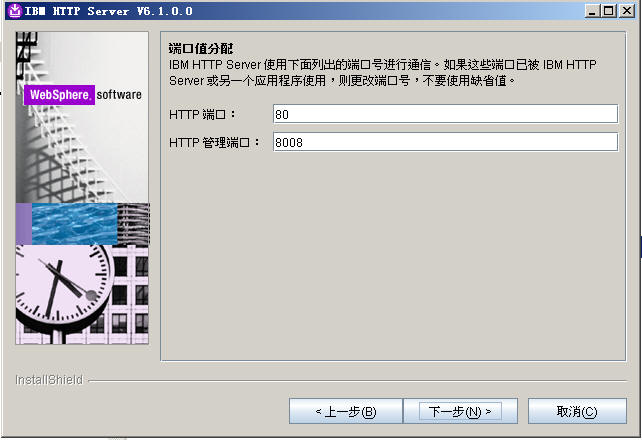 IBM HTTP Server V6.1.0.0
端口值分配
IBM HTTP Server 使用下面列出的端口号进行通信。如果这些端口已被 IBM HTTP
Server 或另一个应用程序使用，则更改端口号，不要使用缺省值。
WebSphere. software
HTTP 端口：
80
HTTP 管理端口：
8008
InstallShield
< 上一步(B)
下一步(N) >
取消(C)